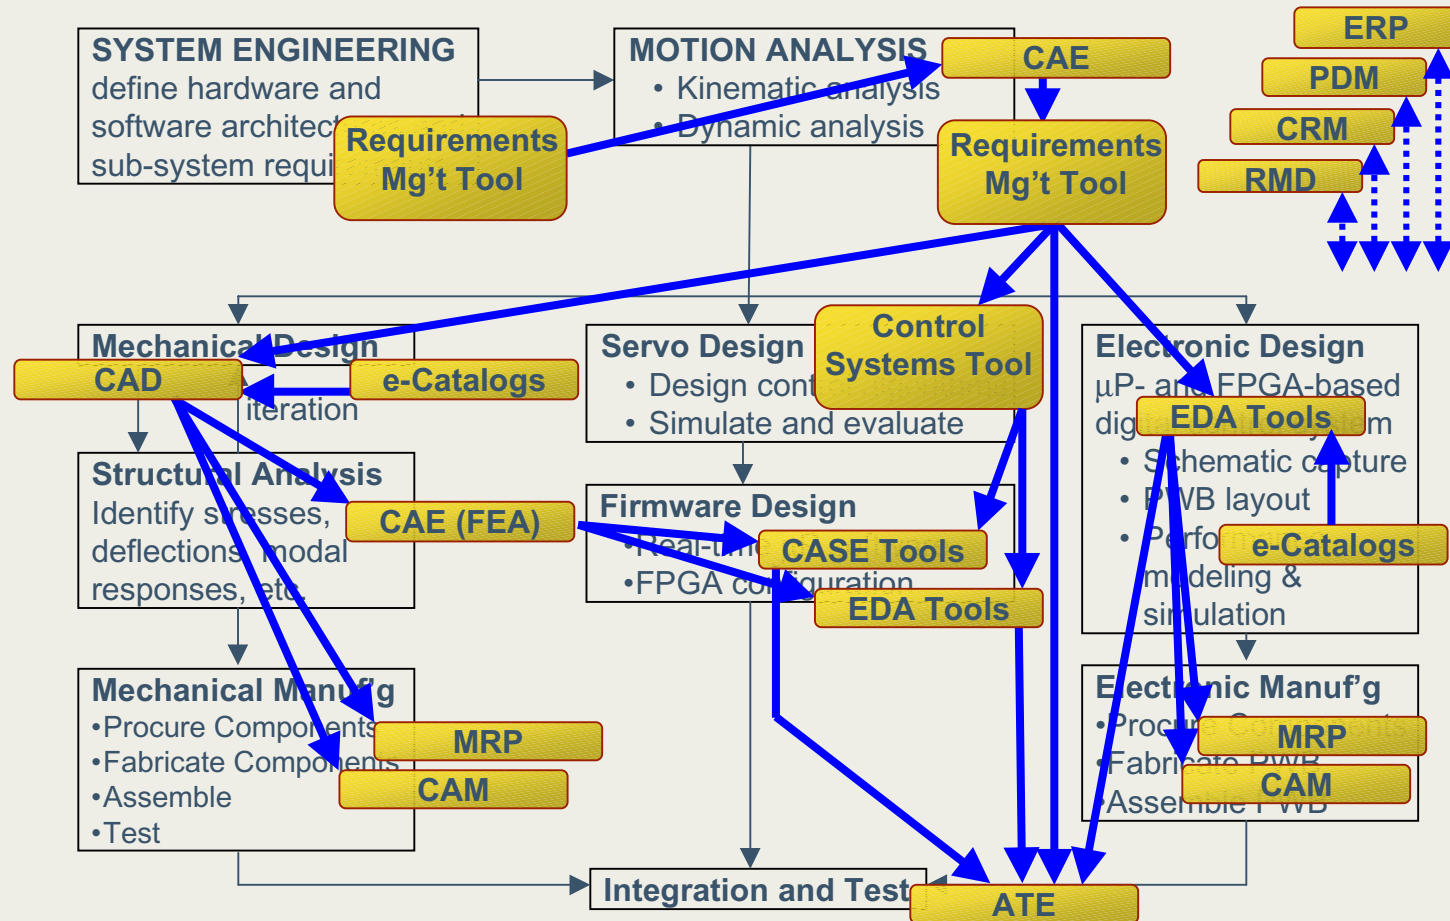 SYSTEM ENGINEERING
define hardware and
software architect
sub-system requi
Requirements
Mg't Tool
MOTION ANALYSIS
• Kinematic analysis
• Dynamic analysis
CAE
Requirements
Mg't Tool
ERP
PDM
CRM
RMD
Mechanical Design
CAD
e-Catalogs
iteration
Structural Analysis
Identify stresses,
deflections, modal
responses, etc.
CAE (FEA)
Mechanical Manuf'g
•Procure Components
•Fabricate Components
•Assemble
•Test
MRP
CAM
Servo Design
• Design cont
• Simulate and evaluate
Control
Systems Tool
Firmware Design
•Real-time
•FPGA configuration
CASE Tools
EDA Tools
Electronic Design
μP- and FPGA-based
digital control system
• Schematic capture
• PWB layout
• Perfo
modeling &
simulation
EDA Tools
e-Catalogs
Electronic Manuf'g
•Procure Components
•Fabricate PWB
•Assemble PWB
MRP
CAM
Integration and Test
ATE